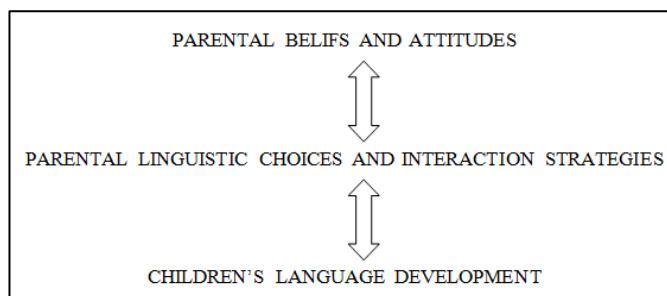 PARENTAL BELIFS AND ATTITUDES
PARENTAL LINGUISTIC CHOICES AND INTERACTION STRATEGIES
CHILDREN'S LANGUAGE DEVELOPMENT